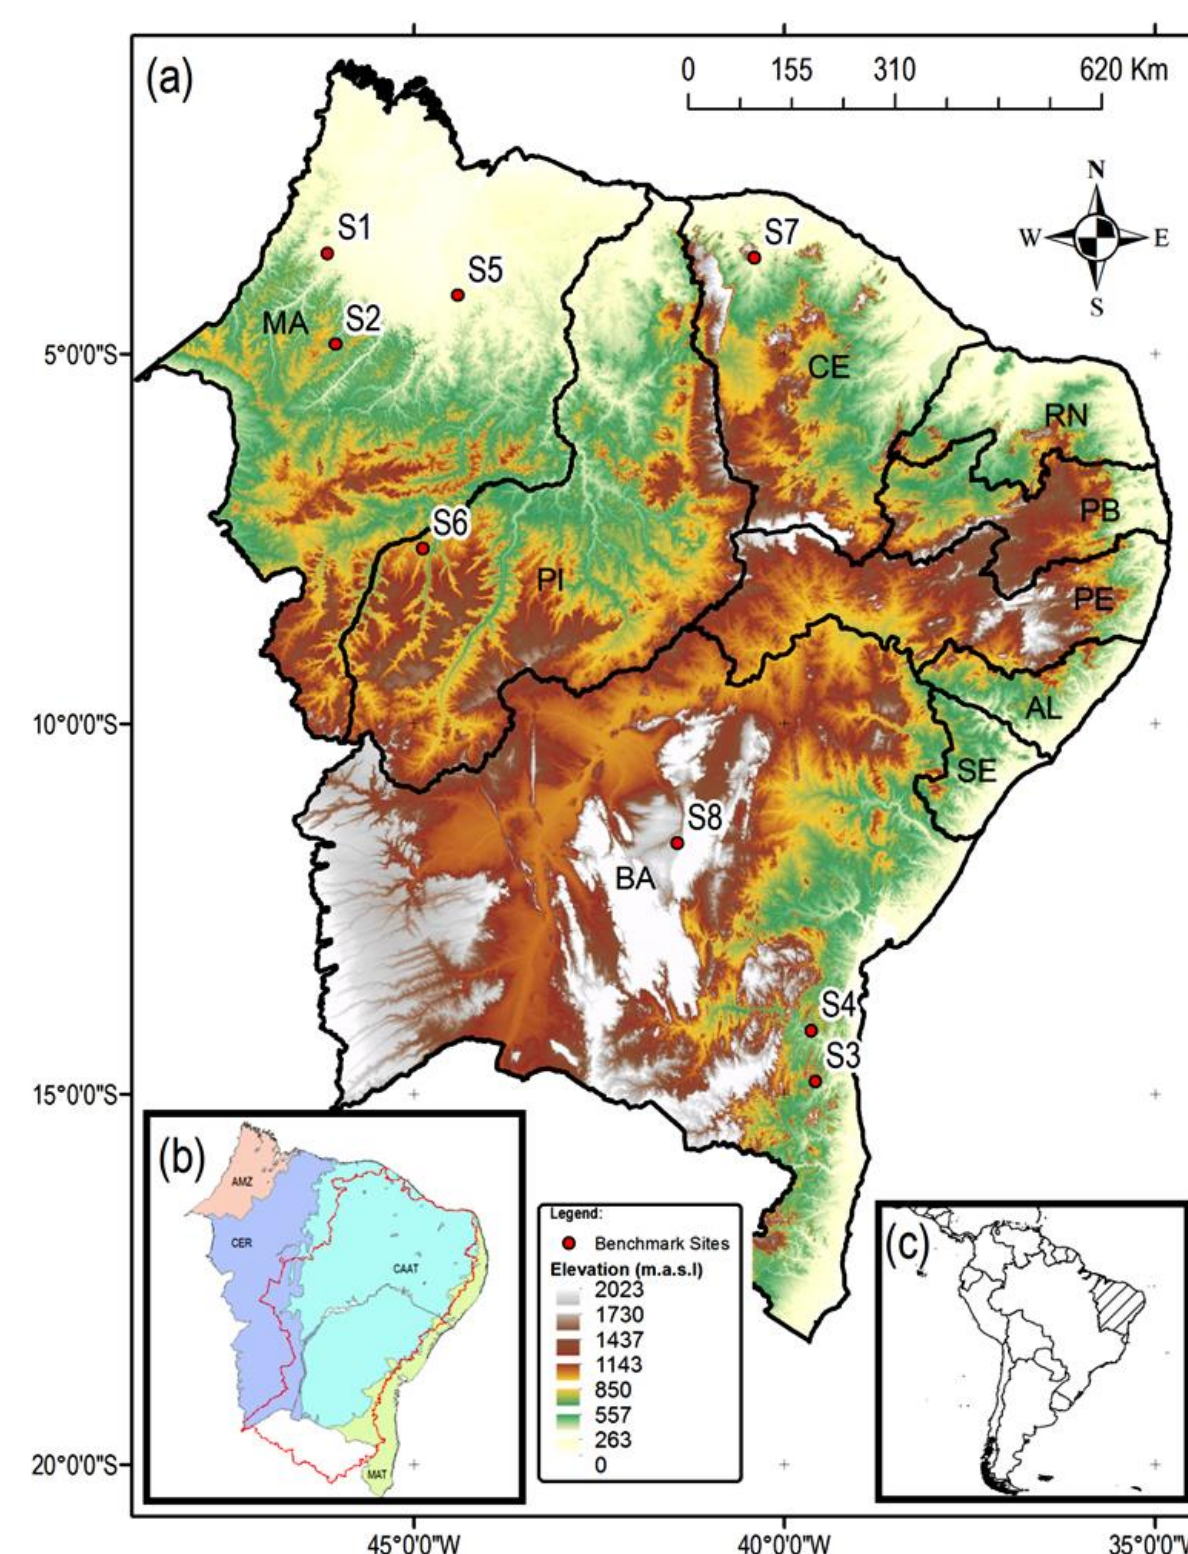 (a)
0 155 310 620 Km
N
W E
S
S1
S7
S5
MA
S2
5°0'0"S
CE
RN
PB
S6
PI
PE
AL
10°0'0"S
SE
S8
BA
S4
S3
15°0'0"S
(b)
AMZ
CER
CAAT
MAT
Legend:
Benchmark Sites
Elevation (m.a.s.l)
2023
1730
1437
1143
850
557
263
0
(c)
20°0'0"S
45°0'0"W 40°0'0"W 35°0'0"W